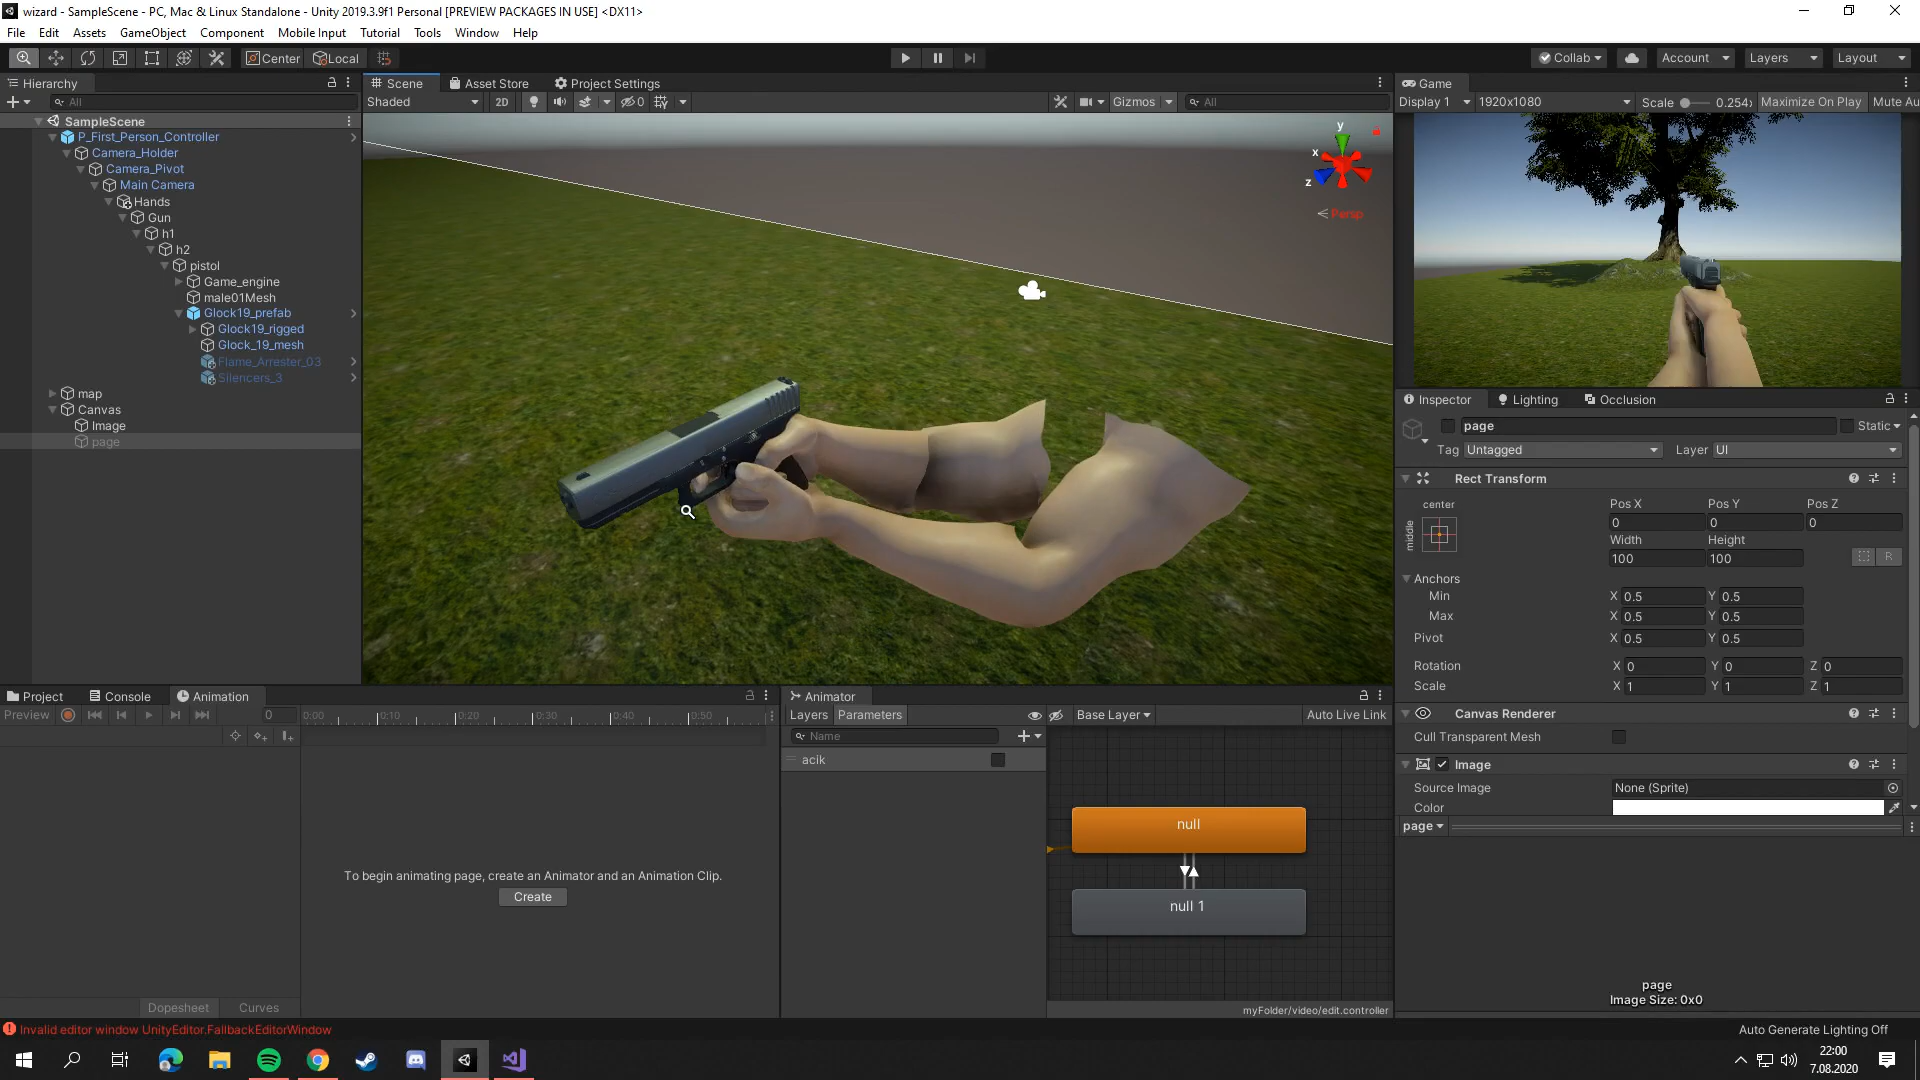 wizard - SampleScene - PC, Mac & Linux Standalone - Unity 2019.3.9f1 Personal [PREVIEW PACKAGES IN USE] <DX11>
File Edit Assets GameObject Component Mobile Input Tutorial Tools Window Help
Center Local Collab Account Layers Layout
Hierarchy
All
SampleScene
P_First_Person_Controller
Camera_Holder
Camera_Pivot
Main Camera
Hands
Gun
h1
h2
pistol
Game_engine
male01Mesh
Glock19_prefab
Glock19_rigged
Glock_19_mesh
Flame_Arrester_03
Silencers_3
map
Canvas
Image
page
Scene Asset Store Project Settings
Shaded 2D 0 Gizmos All
y
x
z
Persp
Game
Display 1 1920x1080 Scale 0.254 Maximize On Play Mute Au
Inspector Lighting Occlusion
page Static
Tag Untagged Layer UI
Rect Transform
center Pos X Pos Y Pos Z
middle
0 0 0
Width Height
100 100 R
Anchors
Min X 0.5 Y 0.5
Max X 0.5 Y 0.5
Pivot X 0.5 Y 0.5
Rotation X 0 Y 0 Z 0
Scale X 1 Y 1 Z 1
Canvas Renderer
Cull Transparent Mesh
Image
Source Image None (Sprite)
Color
page
page
Image Size: 0x0
Project Console Animation
Preview 0 0:00 0:10 0:20 0:30 0:40 0:50
To begin animating page, create an Animator and an Animation Clip.
Create
Dopesheet Curves
Animator
Layers Parameters Base Layer Auto Live Link
Name
acik
null
null 1
myFolder/video/edit.controller
Invalid editor window UnityEditor.FallbackEditorWindow
Auto Generate Lighting Off
22:00
7.08.2020